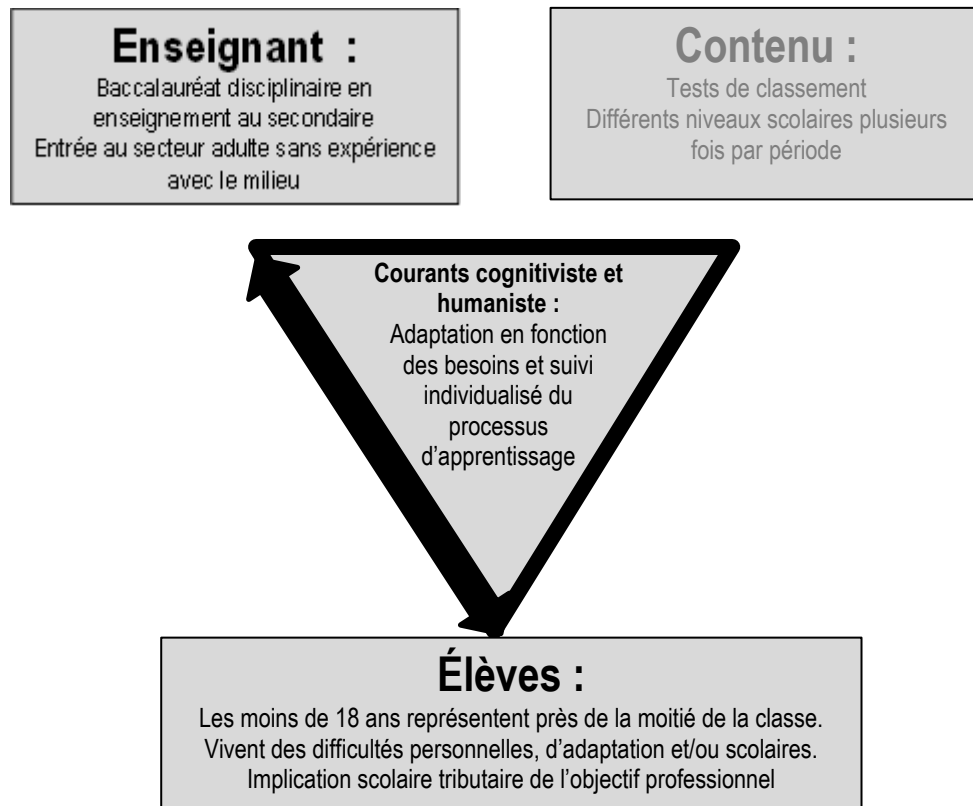 Enseignant :
Baccalauréat disciplinaire en
enseignement au secondaire
Entrée au secteur adulte sans expérience
avec le milieu
Contenu :
Tests de classement
Différents niveaux scolaires plusieurs
fois par période
Courants cognitiviste et
humaniste :
Adaptation en fonction
des besoins et suivi
individualisé du
processus
d’apprentissage
Élèves :
Les moins de 18 ans représentent près de la moitié de la classe.
Vivent des difficultés personnelles, d’adaptation et/ou scolaires.
Implication scolaire tributaire de l’objectif professionnel